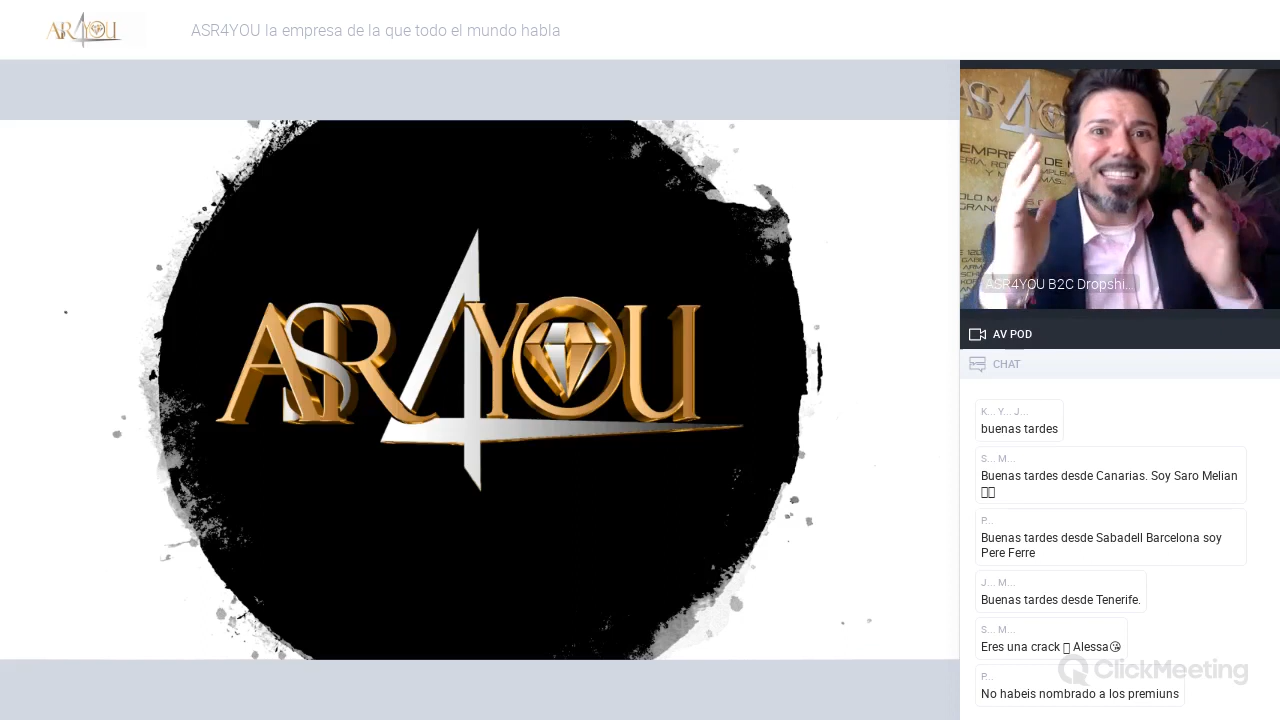 ASR4YOU
ASR4YOU la empresa de la que todo el mundo habla
ASR4YOU
ASR4YOU B2C Dropshi...
AV POD
CHAT
K... Y... J...
buenas tardes
S... M...
Buenas tardes desde Canarias. Soy Saro Melian
P...
Buenas tardes desde Sabadell Barcelona soy
Pere Ferre
J... M...
Buenas tardes desde Tenerife.
S... M...
Eres una crack Alessa😘
ClickMeeting
P...
No habeis nombrado a los premiuns